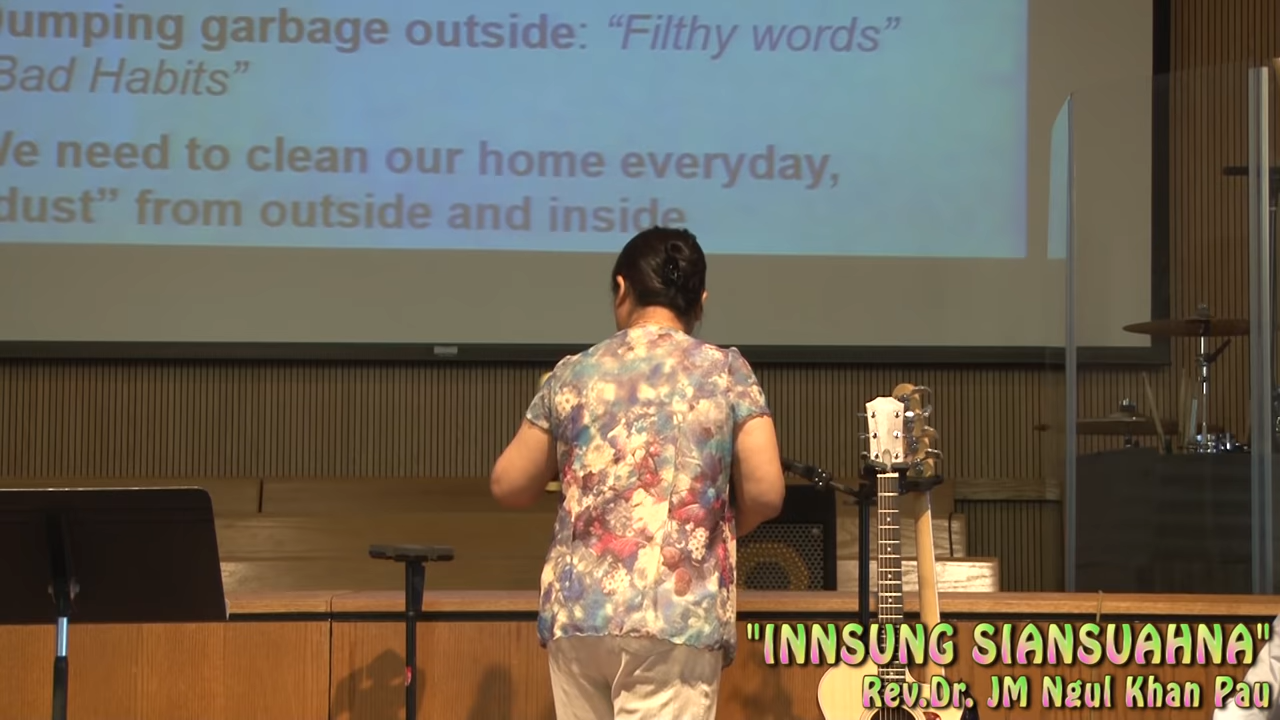 umping garbage outside: “Filthy words”
Bad Habits”
We need to clean our home everyday,
dust” from outside and inside
"INNSUNG SIANSUAHNA"
Rev.Dr. JM Ngul Khan Pau